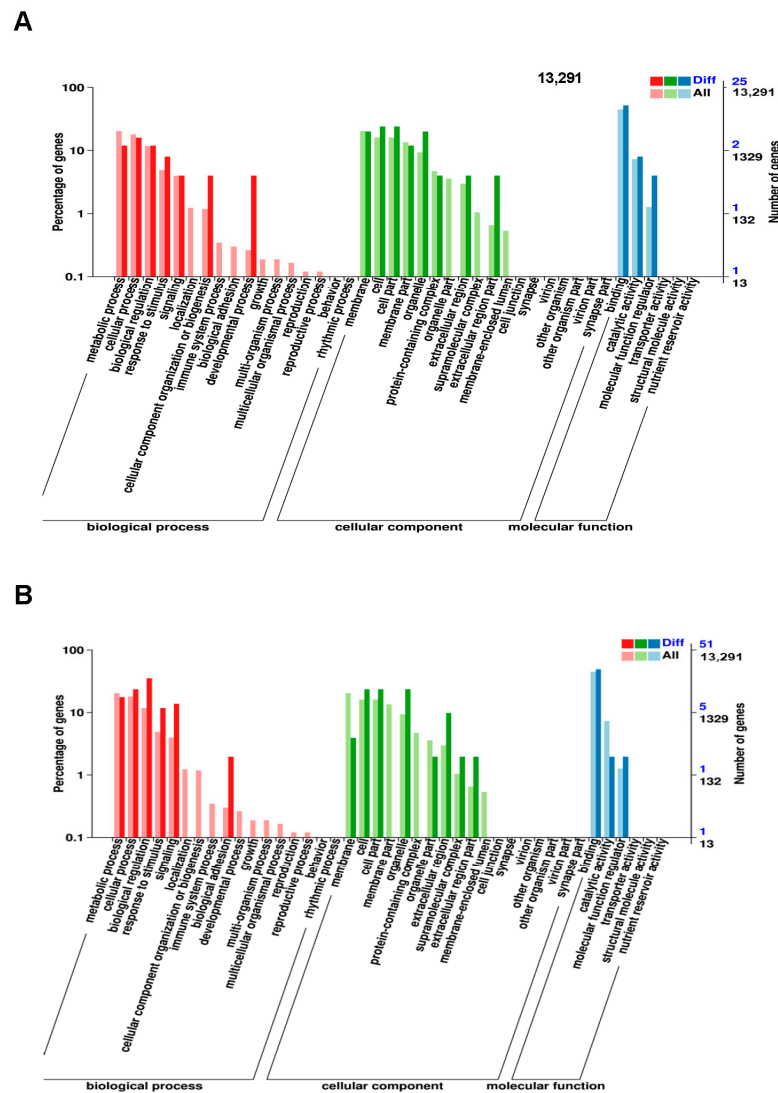 A
13,291
Diff
All
Percentage of genes
100
10
1
0.1
25
13,291
2
1329
1
132
1
13
Number of genes
metabolic process
cellular process
biological regulation
response to stimulus
signaling
localization
cellular component organization or biogenesis
immune system process
biological adhesion
developmental process
growth
multi-organism process
multicellular organismal process
reproduction
reproductive process
behavior
rhythmic process
membrane
cell
cell part
membrane part
organelle
protein-containing complex
organelle part
extracellular region
supramolecular complex
extracellular region part
membrane-enclosed lumen
cell junction
synapse
virion
other organism
other organism part
virion part
synapse part
binding
catalytic activity
molecular function regulator
transporter activity
structural molecule activity
nutrient reservoir activity
biological process
cellular component
molecular function
B
Diff
All
Percentage of genes
100
10
1
0.1
51
13,291
5
1329
1
132
1
13
Number of genes
metabolic process
cellular process
biological regulation
response to stimulus
signaling
localization
cellular component organization or biogenesis
immune system process
biological adhesion
developmental process
growth
multi-organism process
multicellular organismal process
reproduction
reproductive process
behavior
rhythmic process
membrane
cell
cell part
membrane part
organelle
protein-containing complex
organelle part
extracellular region
supramolecular complex
extracellular region part
membrane-enclosed lumen
cell junction
synapse
virion
other organism
other organism part
virion part
synapse part
binding
catalytic activity
molecular function regulator
transporter activity
structural molecule activity
nutrient reservoir activity
biological process
cellular component
molecular function